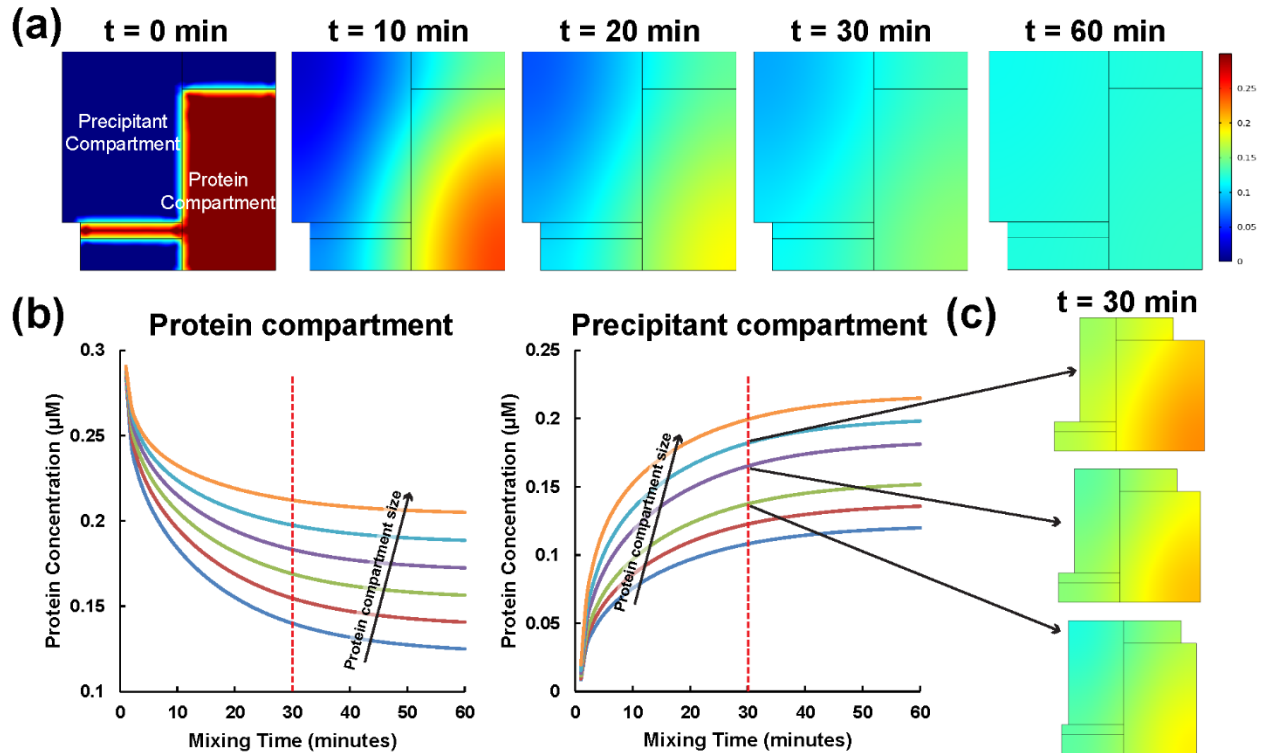 (a)
t = 0 min
t = 10 min
t = 20 min
t = 30 min
t = 60 min
Precipitant
Compartment
Protein
Compartment
0.25
0.2
0.15
0.1
0.05
0
(b)
Protein compartment
Protein Concentration (µM)
0.3
0.25
0.2
0.15
0.1
0 10 20 30 40 50 60
Mixing Time (minutes)
Protein compartment size
Precipitant compartment
Protein Concentration (µM)
0.25
0.2
0.15
0.1
0.05
0
0 10 20 30 40 50 60
Mixing Time (minutes)
Protein compartment size
(c)
t = 30 min